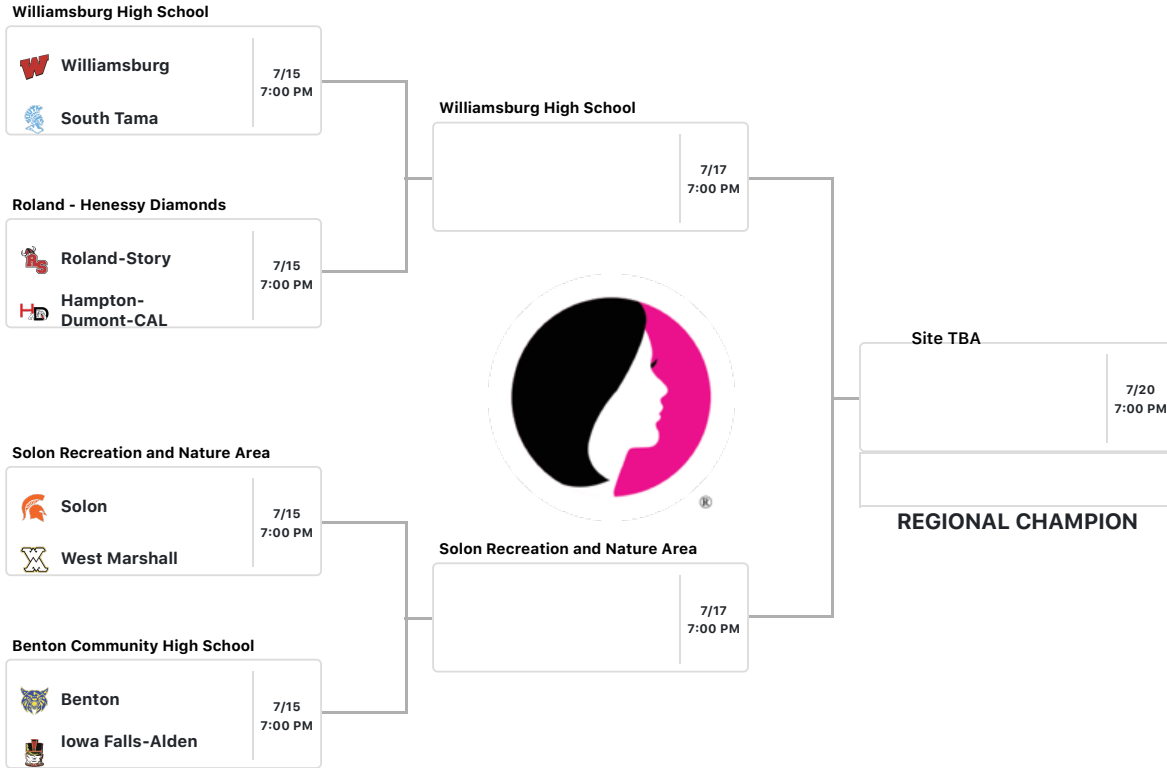 Williamsburg High School
Williamsburg
South Tama
7/15
7:00 PM
Roland - Henessy Diamonds
Roland-Story
Hampton-
Dumont-CAL
7/15
7:00 PM
Solon Recreation and Nature Area
Solon
West Marshall
7/15
7:00 PM
Benton Community High School
Benton
Iowa Falls-Alden
7/15
7:00 PM
Williamsburg High School
7/17
7:00 PM
®
Solon Recreation and Nature Area
7/17
7:00 PM
Site TBA
7/20
7:00 PM
REGIONAL CHAMPION